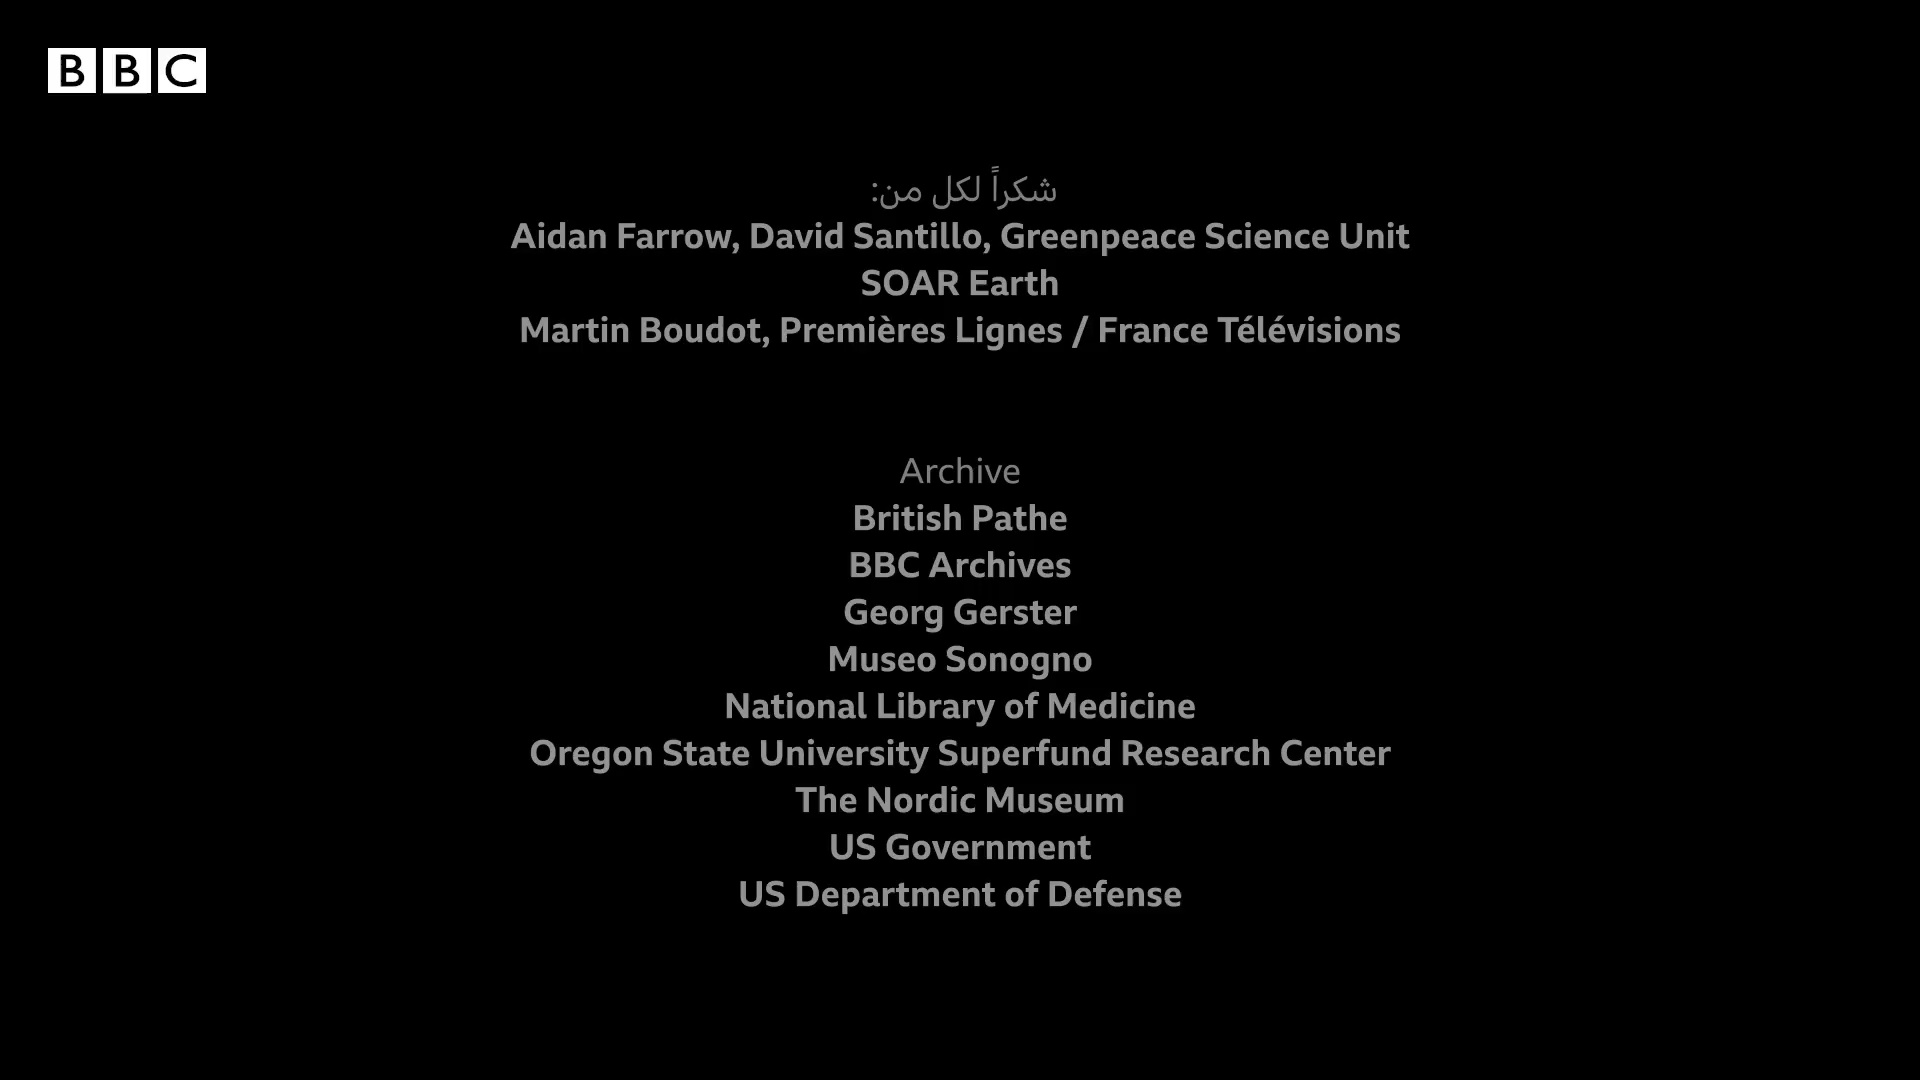 BBC
شكراً لكل من:
Aidan Farrow, David Santillo, Greenpeace Science Unit
SOAR Earth
Martin Boudot, Premières Lignes / France Télévisions
Archive
British Pathe
BBC Archives
Georg Gerster
Museo Sonogno
National Library of Medicine
Oregon State University Superfund Research Center
The Nordic Museum
US Government
US Department of Defense